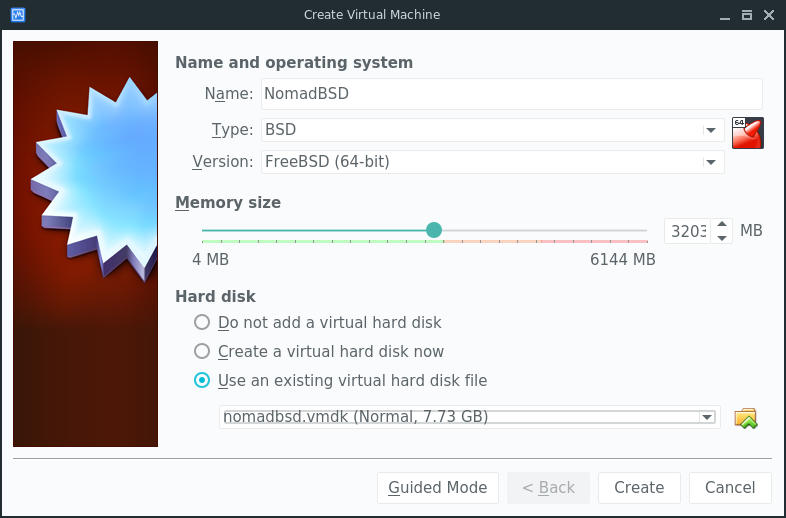 Create Virtual Machine
Name and operating system
Name: NomadBSD
Type: BSD
64
Version: FreeBSD (64-bit)
Memory size
3203 MB
4 MB 6144 MB
Hard disk
Do not add a virtual hard disk
Create a virtual hard disk now
Use an existing virtual hard disk file
nomadbsd.vmdk (Normal, 7.73 GB)
Guided Mode < Back Create Cancel